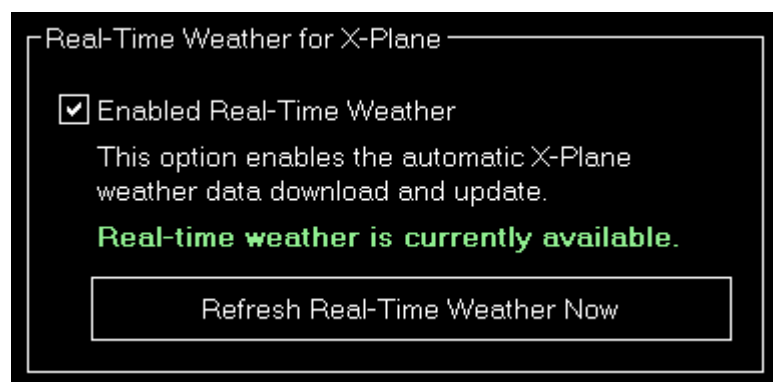 Real-Time Weather for X-Plane
Enabled Real-Time Weather
This option enables the automatic X-Plane
weather data download and update.
Real-time weather is currently available.
Refresh Real-Time Weather Now